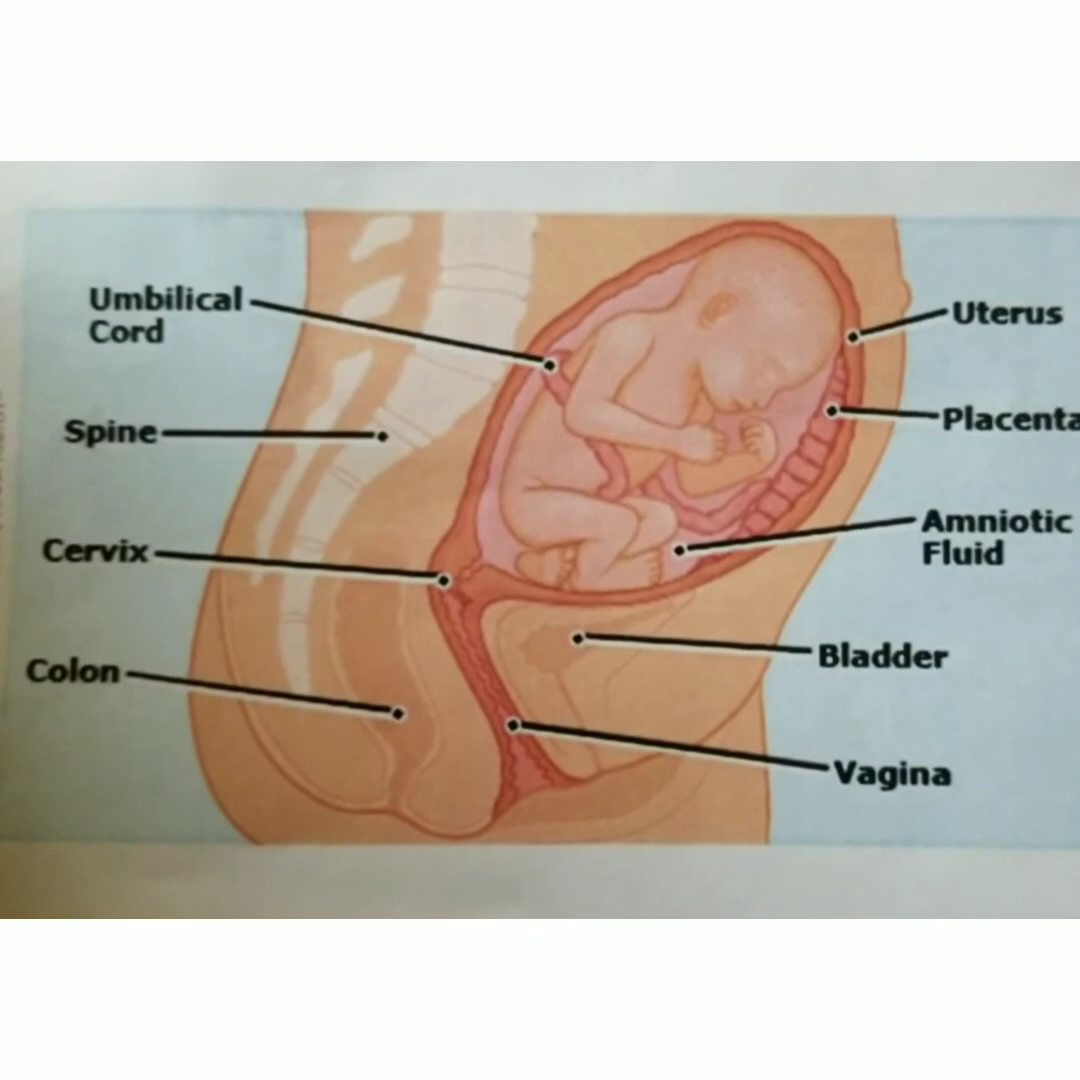 Umbilical
Cord
Spine
Cervix
Colon
Uterus
Placenta
Amniotic
Fluid
Bladder
Vagina